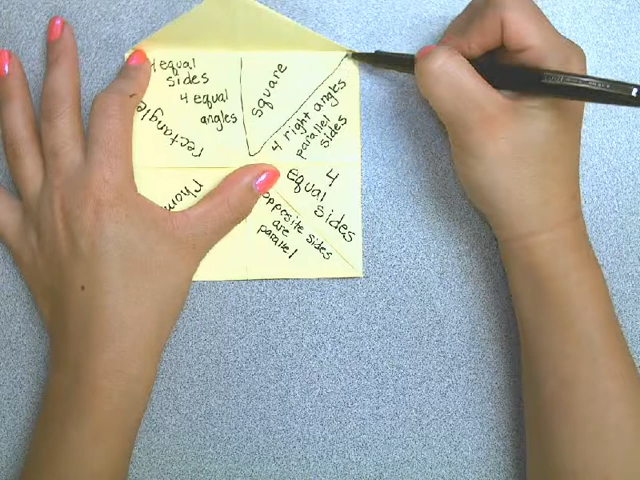 4 equal
sides
4 equal
angles
square
4 right angles
parallel
sides
rectangle
4
equal
sides
opposite sides
are
parallel